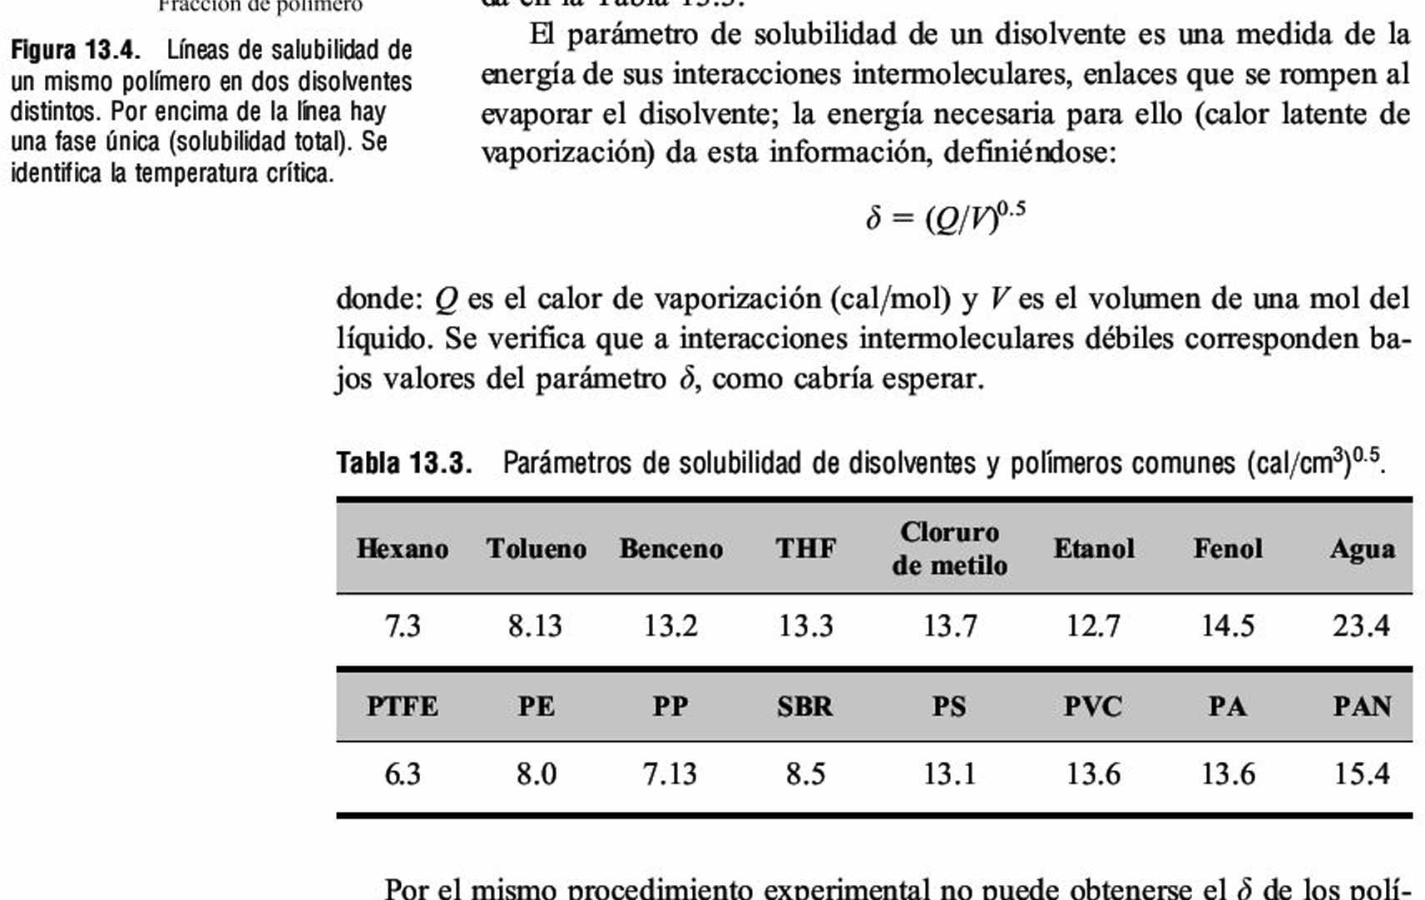 Fracción de polímero
Figura 13.4. Líneas de salubilidad de
un mismo polímero en dos disolventes
distintos. Por encima de la línea hay
una fase única (solubilidad total). Se
identifica la temperatura crítica.
da en la Tabla 13.3.
El parámetro de solubilidad de un disolvente es una medida de la
energía de sus interacciones intermoleculares, enlaces que se rompen al
evaporar el disolvente; la energía necesaria para ello (calor latente de
vaporización) da esta información, definiéndose:
δ = (Q/V)^0.5
donde: Q es el calor de vaporización (cal/mol) y V es el volumen de una mol del
líquido. Se verifica que a interacciones intermoleculares débiles corresponden ba-
jos valores del parámetro δ, como cabría esperar.
Tabla 13.3. Parámetros de solubilidad de disolventes y polímeros comunes (cal/cm³)^0.5.
Hexano Tolueno Benceno THF Cloruro de metilo Etanol Fenol Agua
7.3 8.13 13.2 13.3 13.7 12.7 14.5 23.4
PTFE PE PP SBR PS PVC PA PAN
6.3 8.0 7.13 8.5 13.1 13.6 13.6 15.4
Por el mismo procedimiento experimental no puede obtenerse el δ de los polí-